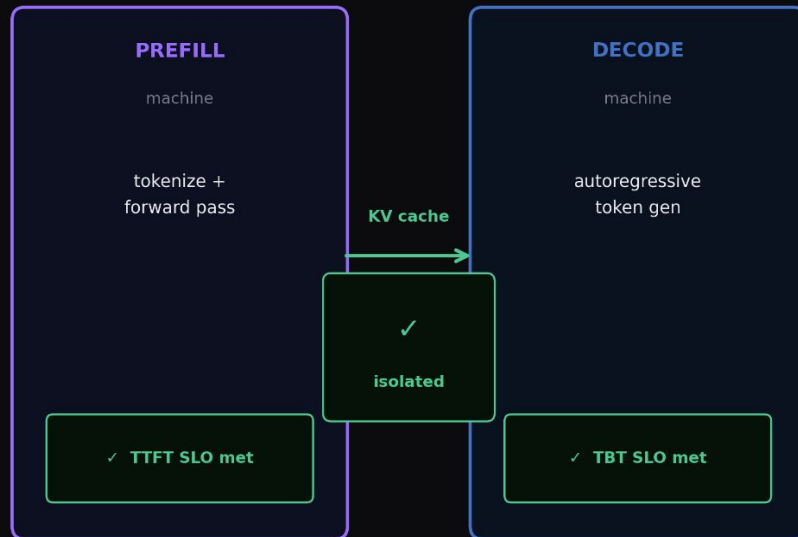 PREFILL
machine
tokenize +
forward pass
✓ TTFT SLO met
KV cache
✓
isolated
DECODE
machine
autoregressive
token gen
✓ TBT SLO met